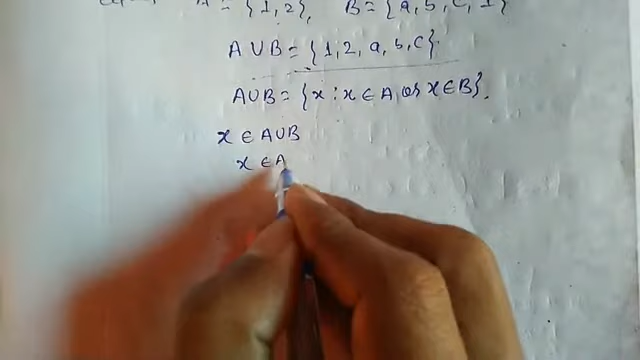 A = {1,2}, B = {a, b, c, 1}
A ∪ B = {1, 2, a, b, c}.
A∪B = {x : x ∈ A or x ∈ B}.
x ∈ A∪B
x ∈ A